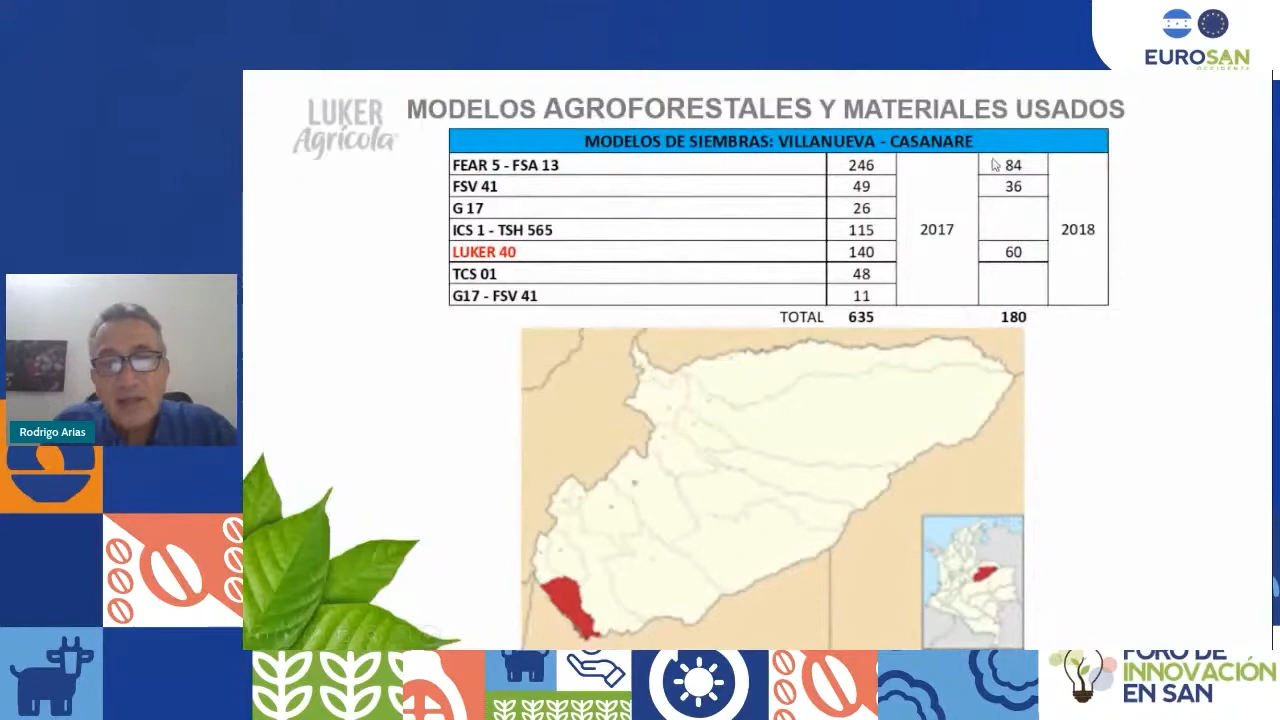 EUROSAN
OCCIDENTE
LUKER
Agrícola
MODELOS AGROFORESTALES Y MATERIALES USADOS
MODELOS DE SIEMBRAS: VILLANUEVA - CASANARE
FEAR 5 - FSA 13 246 84
FSV 41 49 36
G 17 26
ICS 1 - TSH 565 115 2017 2018
LUKER 40 140 60
TCS 01 48
G17 - FSV 41 11
TOTAL 635 180
Rodrigo Arias
FORO DE
INNOVACIÓN
EN SAN